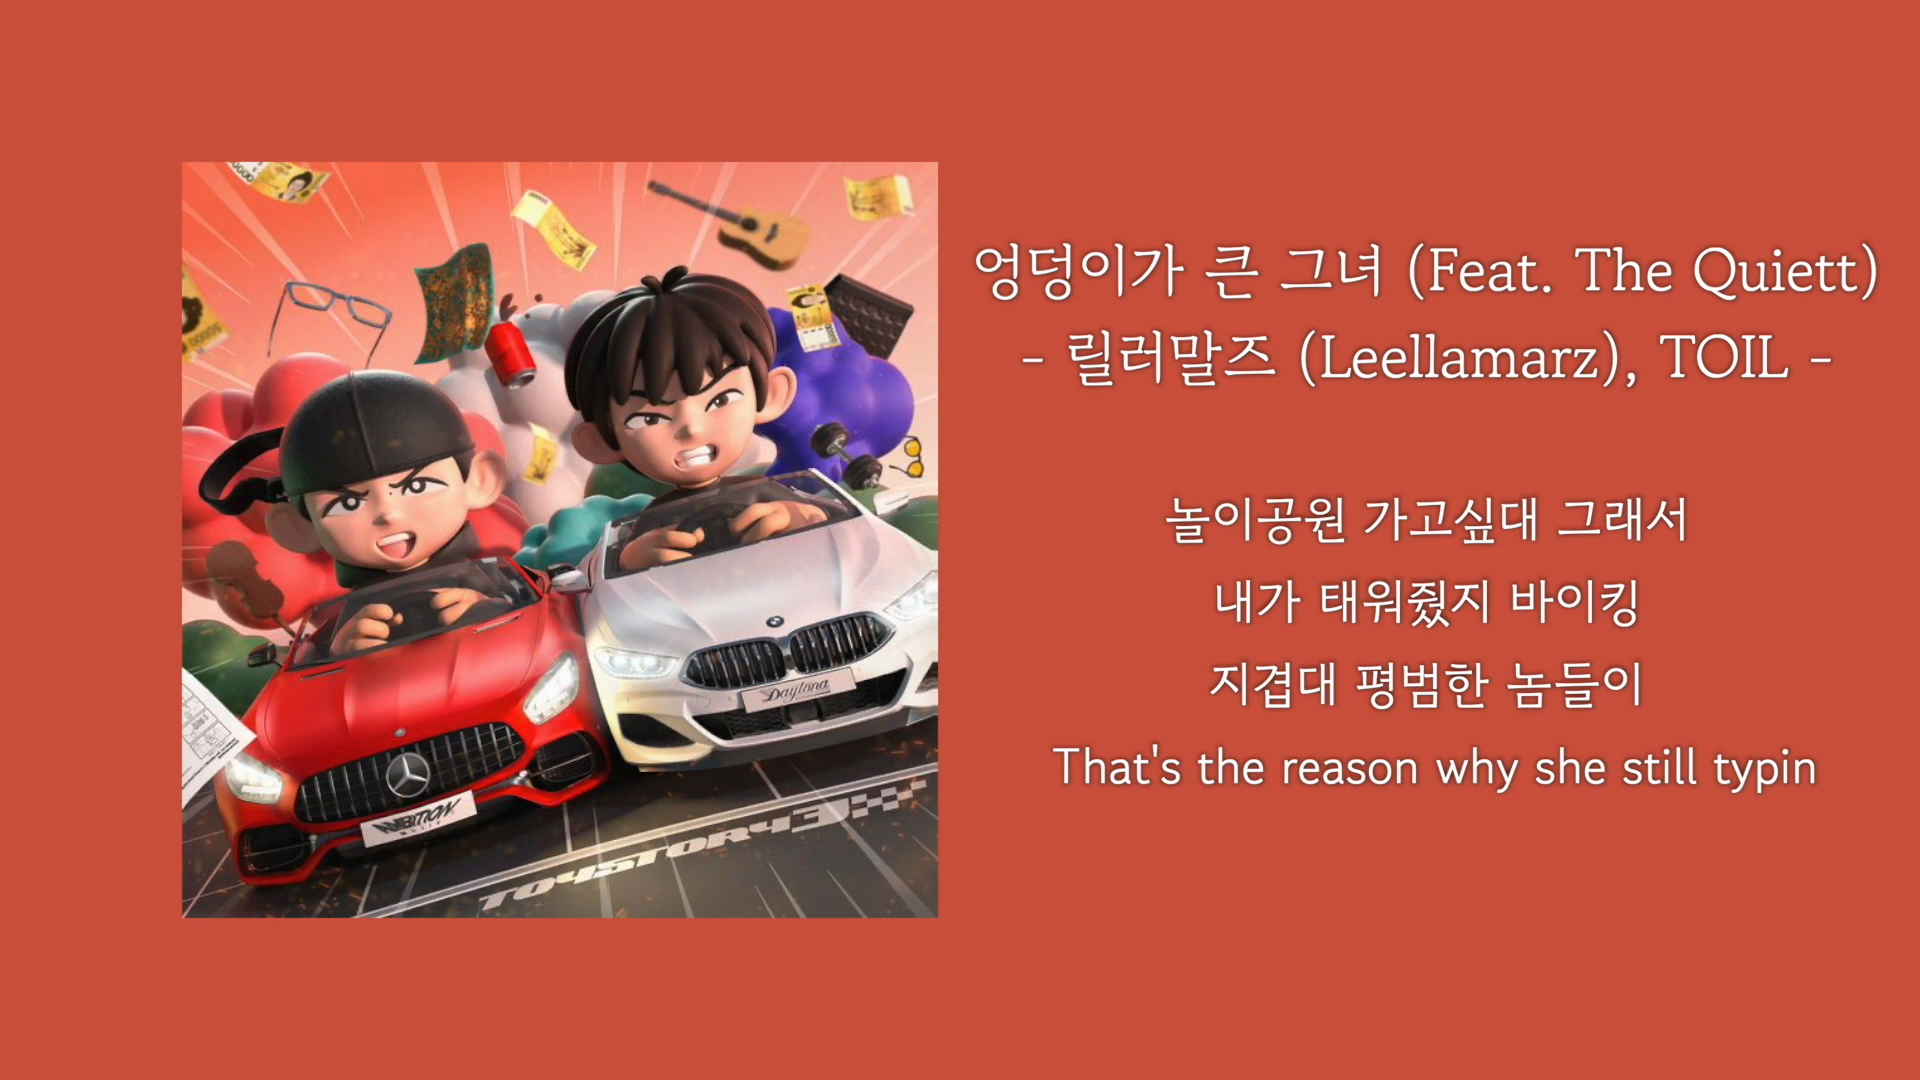 엉덩이가 큰 그녀 (Feat. The Quiett)
- 릴러말즈 (Leellamarz), TOIL -
놀이공원 가고싶대 그래서
내가 태워줬지 바이킹
지겹대 평범한 놈들이
That's the reason why she still typin
Daytona
AMBITION
MUSIK
TOYSTORY3